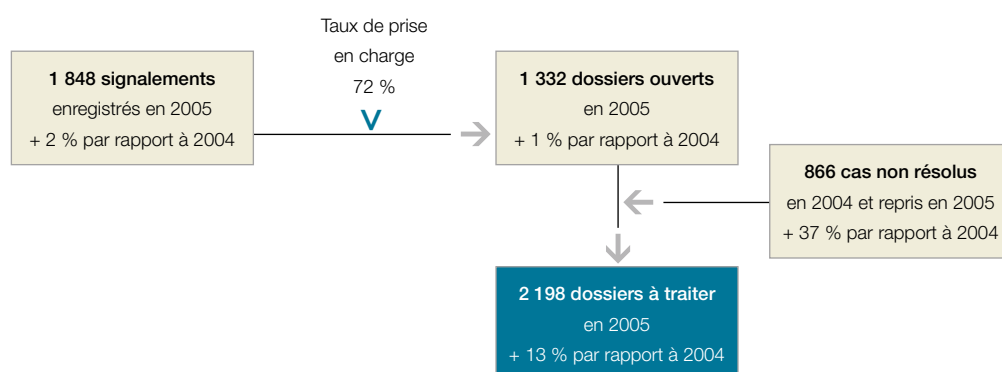 Taux de prise
en charge
72 %
1 848 signalements
enregistrés en 2005
+ 2 % par rapport à 2004
1 332 dossiers ouverts
en 2005
+ 1 % par rapport à 2004
866 cas non résolus
en 2004 et repris en 2005
+ 37 % par rapport à 2004
2 198 dossiers à traiter
en 2005
+ 13 % par rapport à 2004